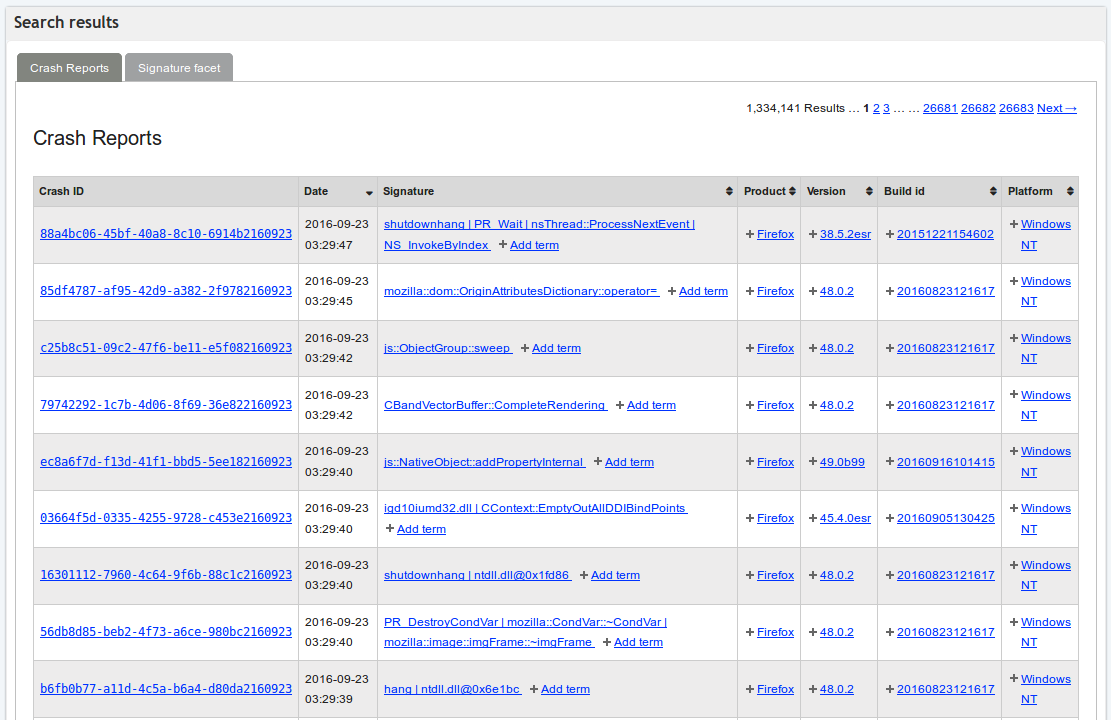 Search results
Crash Reports Signature facet
1,334,141 Results ... 1 2 3 ... ... 26681 26682 26683 Next →
Crash Reports
Crash ID Date Signature Product Version Build id Platform
88a4bc06-45bf-40a8-8c10-6914b2160923 2016-09-23 03:29:47 shutdownhang | PR_Wait | nsThread::ProcessNextEvent | NS_InvokeByIndex + Add term + Firefox + 38.5.2esr + 20151221154602 + Windows NT
85df4787-af95-42d9-a382-2f9782160923 2016-09-23 03:29:45 mozilla::dom::OriginAttributesDictionary::operator= + Add term + Firefox + 48.0.2 + 20160823121617 + Windows NT
c25b8c51-09c2-47f6-be11-e5f082160923 2016-09-23 03:29:42 js::ObjectGroup::sweep + Add term + Firefox + 48.0.2 + 20160823121617 + Windows NT
79742292-1c7b-4d06-8f69-36e822160923 2016-09-23 03:29:42 CBandVectorBuffer::CompleteRendering + Add term + Firefox + 48.0.2 + 20160823121617 + Windows NT
ec8a6f7d-f13d-41f1-bbd5-5ee182160923 2016-09-23 03:29:40 js::NativeObject::addPropertyInternal + Add term + Firefox + 49.0b99 + 20160916101415 + Windows NT
03664f5d-0335-4255-9728-c453e2160923 2016-09-23 03:29:40 igd10iumd32.dll | CContext::EmptyOutAllDDIBindPoints + Add term + Firefox + 45.4.0esr + 20160905130425 + Windows NT
16301112-7960-4c64-9f6b-88c1c2160923 2016-09-23 03:29:40 shutdownhang | ntdll.dll@0x1fd86 + Add term + Firefox + 48.0.2 + 20160823121617 + Windows NT
56db8d85-beb2-4f73-a6ce-980bc2160923 2016-09-23 03:29:40 PR_DestroyCondVar | mozilla::CondVar::~CondVar | mozilla::image::imgFrame::~imgFrame + Add term + Firefox + 48.0.2 + 20160823121617 + Windows NT
b6fb0b77-a11d-4c5a-b6a4-d80da2160923 2016-09-23 03:29:39 hang | ntdll.dll@0x6e1bc + Add term + Firefox + 48.0.2 + 20160823121617 + Windows NT